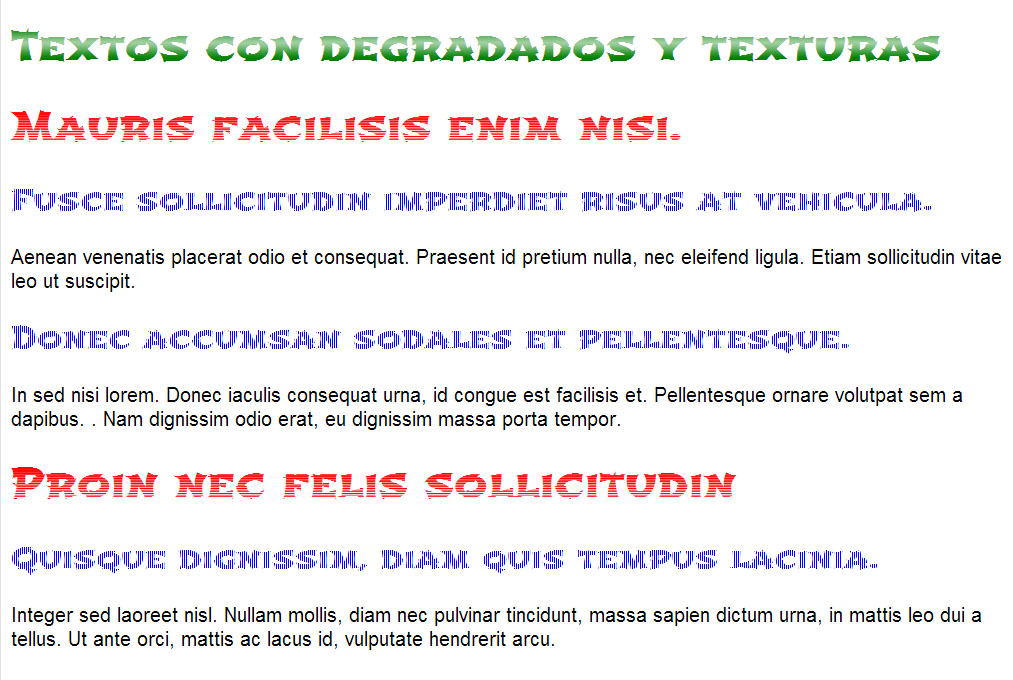 Textos con degradados y texturas
Mauris facilisis enim nisi.
Fusce sollicitudin imperdiet risus at vehicula.
Aenean venenatis placerat odio et consequat. Praesent id pretium nulla, nec eleifend ligula. Etiam sollicitudin vitae
leo ut suscipit.
Donec accumsan sodales et pellentesque.
In sed nisi lorem. Donec iaculis consequat urna, id congue est facilisis et. Pellentesque ornare volutpat sem a
dapibus. . Nam dignissim odio erat, eu dignissim massa porta tempor.
Proin nec felis sollicitudin
Quisque dignissim, diam quis tempus lacinia.
Integer sed laoreet nisl. Nullam mollis, diam nec pulvinar tincidunt, massa sapien dictum urna, in mattis leo dui a
tellus. Ut ante orci, mattis ac lacus id, vulputate hendrerit arcu.